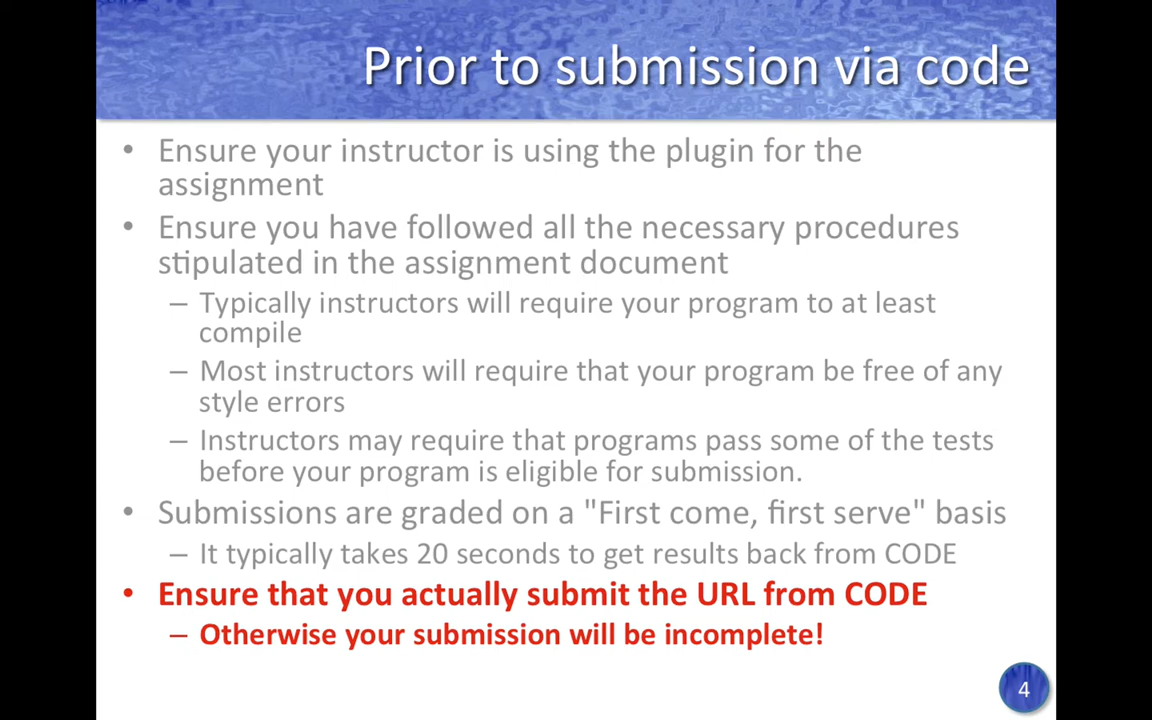 Prior to submission via code
• Ensure your instructor is using the plugin for the
assignment
• Ensure you have followed all the necessary procedures
stipulated in the assignment document
– Typically instructors will require your program to at least
compile
– Most instructors will require that your program be free of any
style errors
– Instructors may require that programs pass some of the tests
before your program is eligible for submission.
• Submissions are graded on a "First come, first serve" basis
– It typically takes 20 seconds to get results back from CODE
• Ensure that you actually submit the URL from CODE
– Otherwise your submission will be incomplete!
4